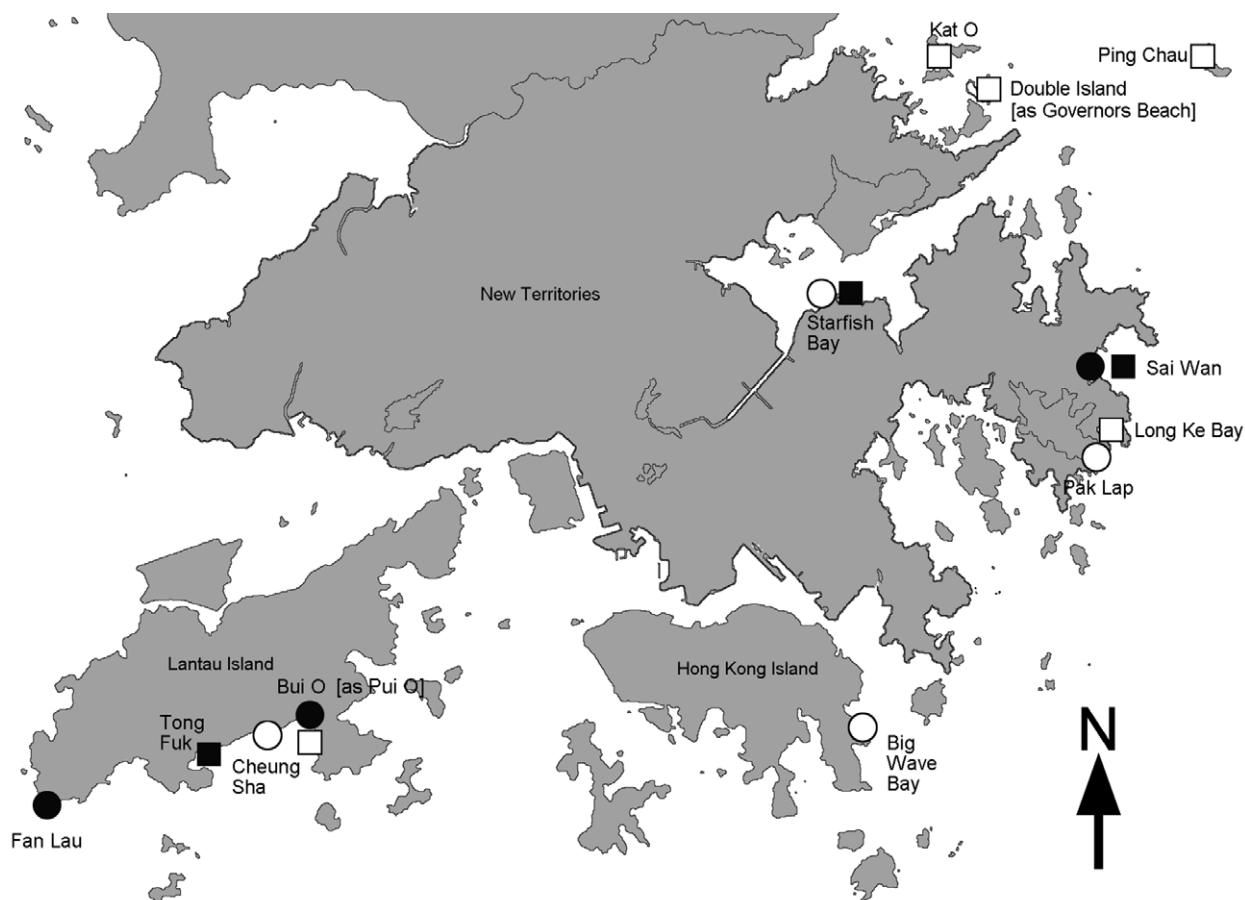 Kat O
Ping Chau
Double Island
[as Governors Beach]
New Territories
Starfish
Bay
Sai Wan
Long Ke Bay
Pak Lap
Lantau Island
Hong Kong Island
Bui O [as Pui O]
Tong
Fuk
Cheung
Sha
Big
Wave
Bay
N
Fan Lau